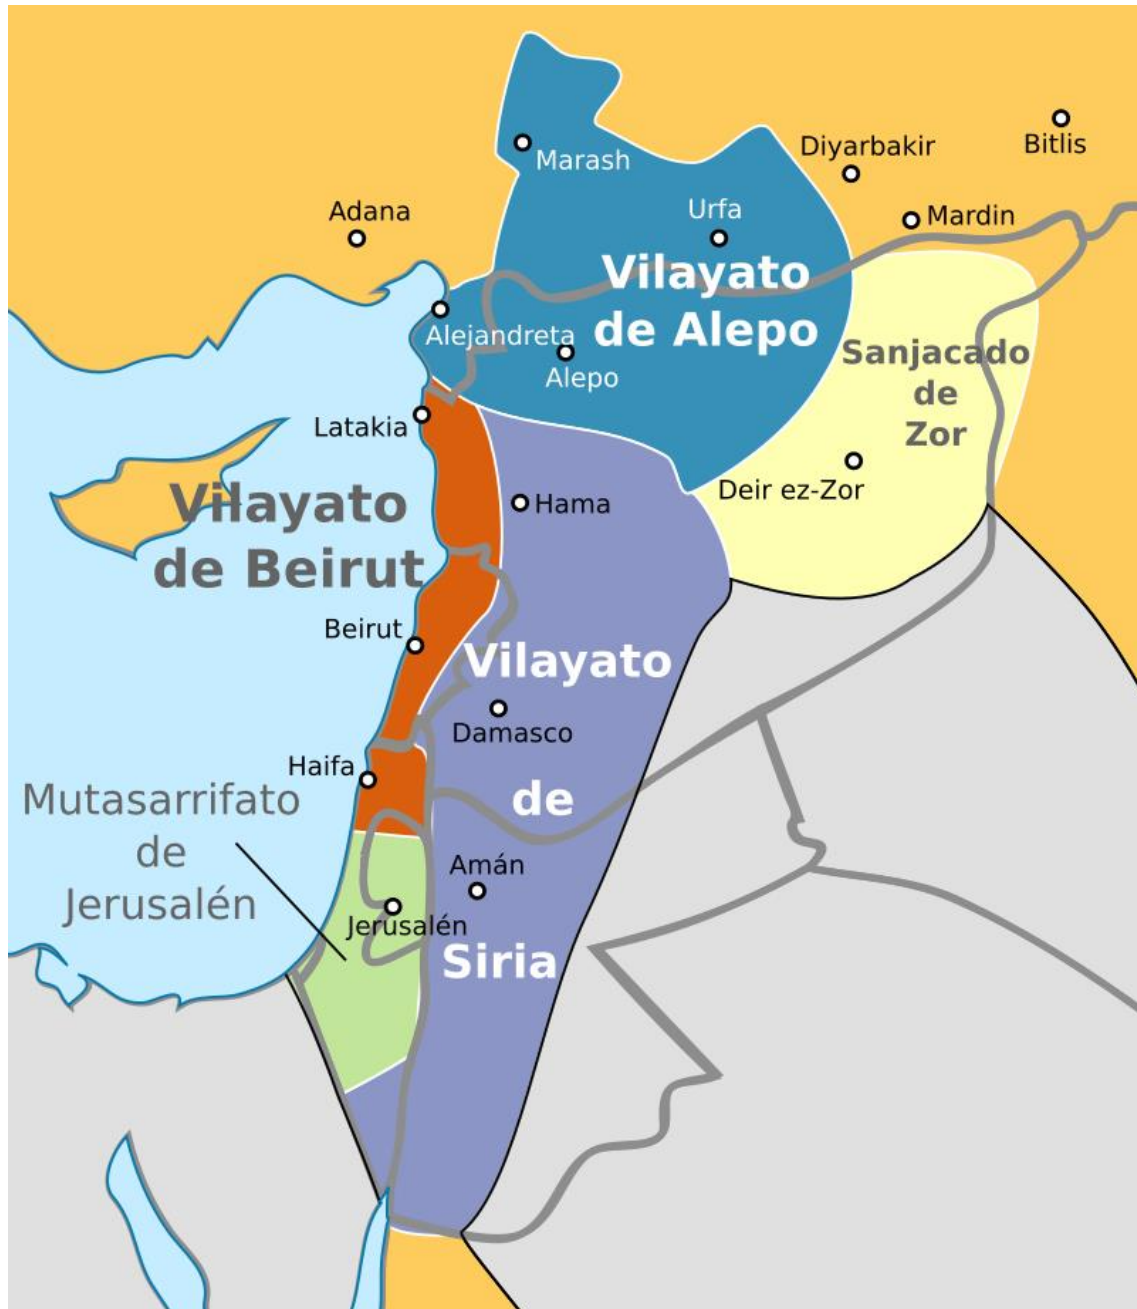 Bitlis
Diyarbakir
Marash
Adana
Urfa
Mardin
Vilayato
de Alepo
Alejandreta
Alepo
Sanjacado
de
Zor
Latakia
Deir ez-Zor
Hama
Vilayato
de Beirut
Beirut
Vilayato
de
Siria
Damasco
Haifa
Mutasarrifato
de
Jerusalén
Amán
Jerusalén